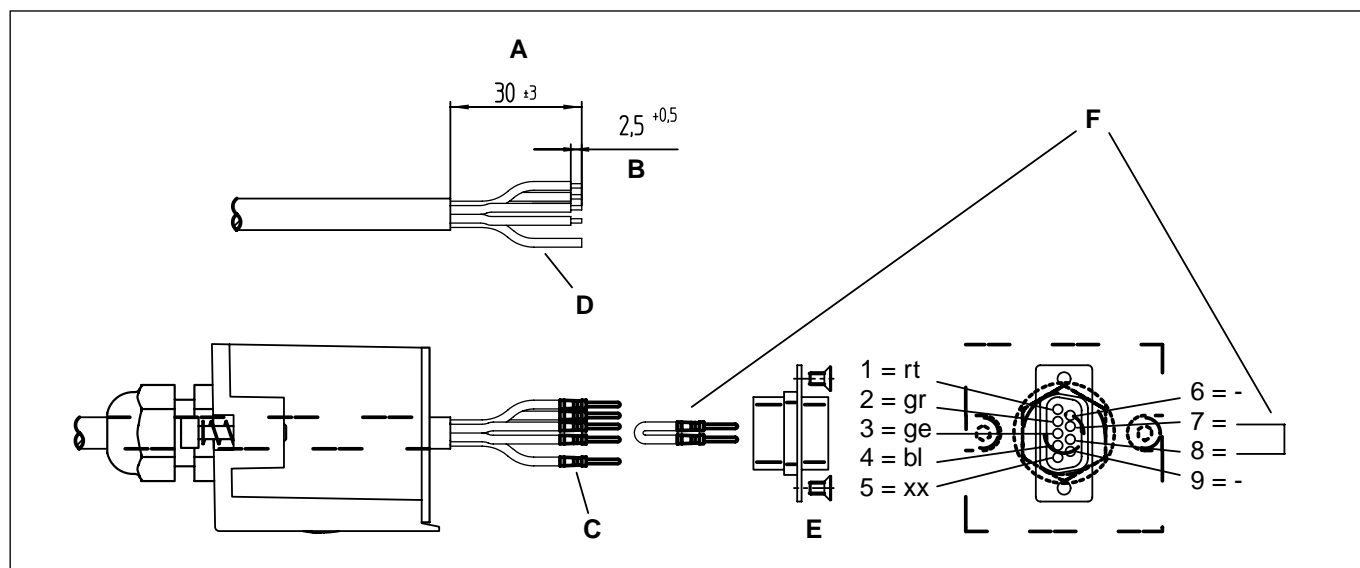 A
30 ±3
2,5 +0,5
B
D
F
1 = rt
2 = gr
3 = ge
4 = bl
5 = xx
6 = -
7 =
8 =
9 = -
C
E